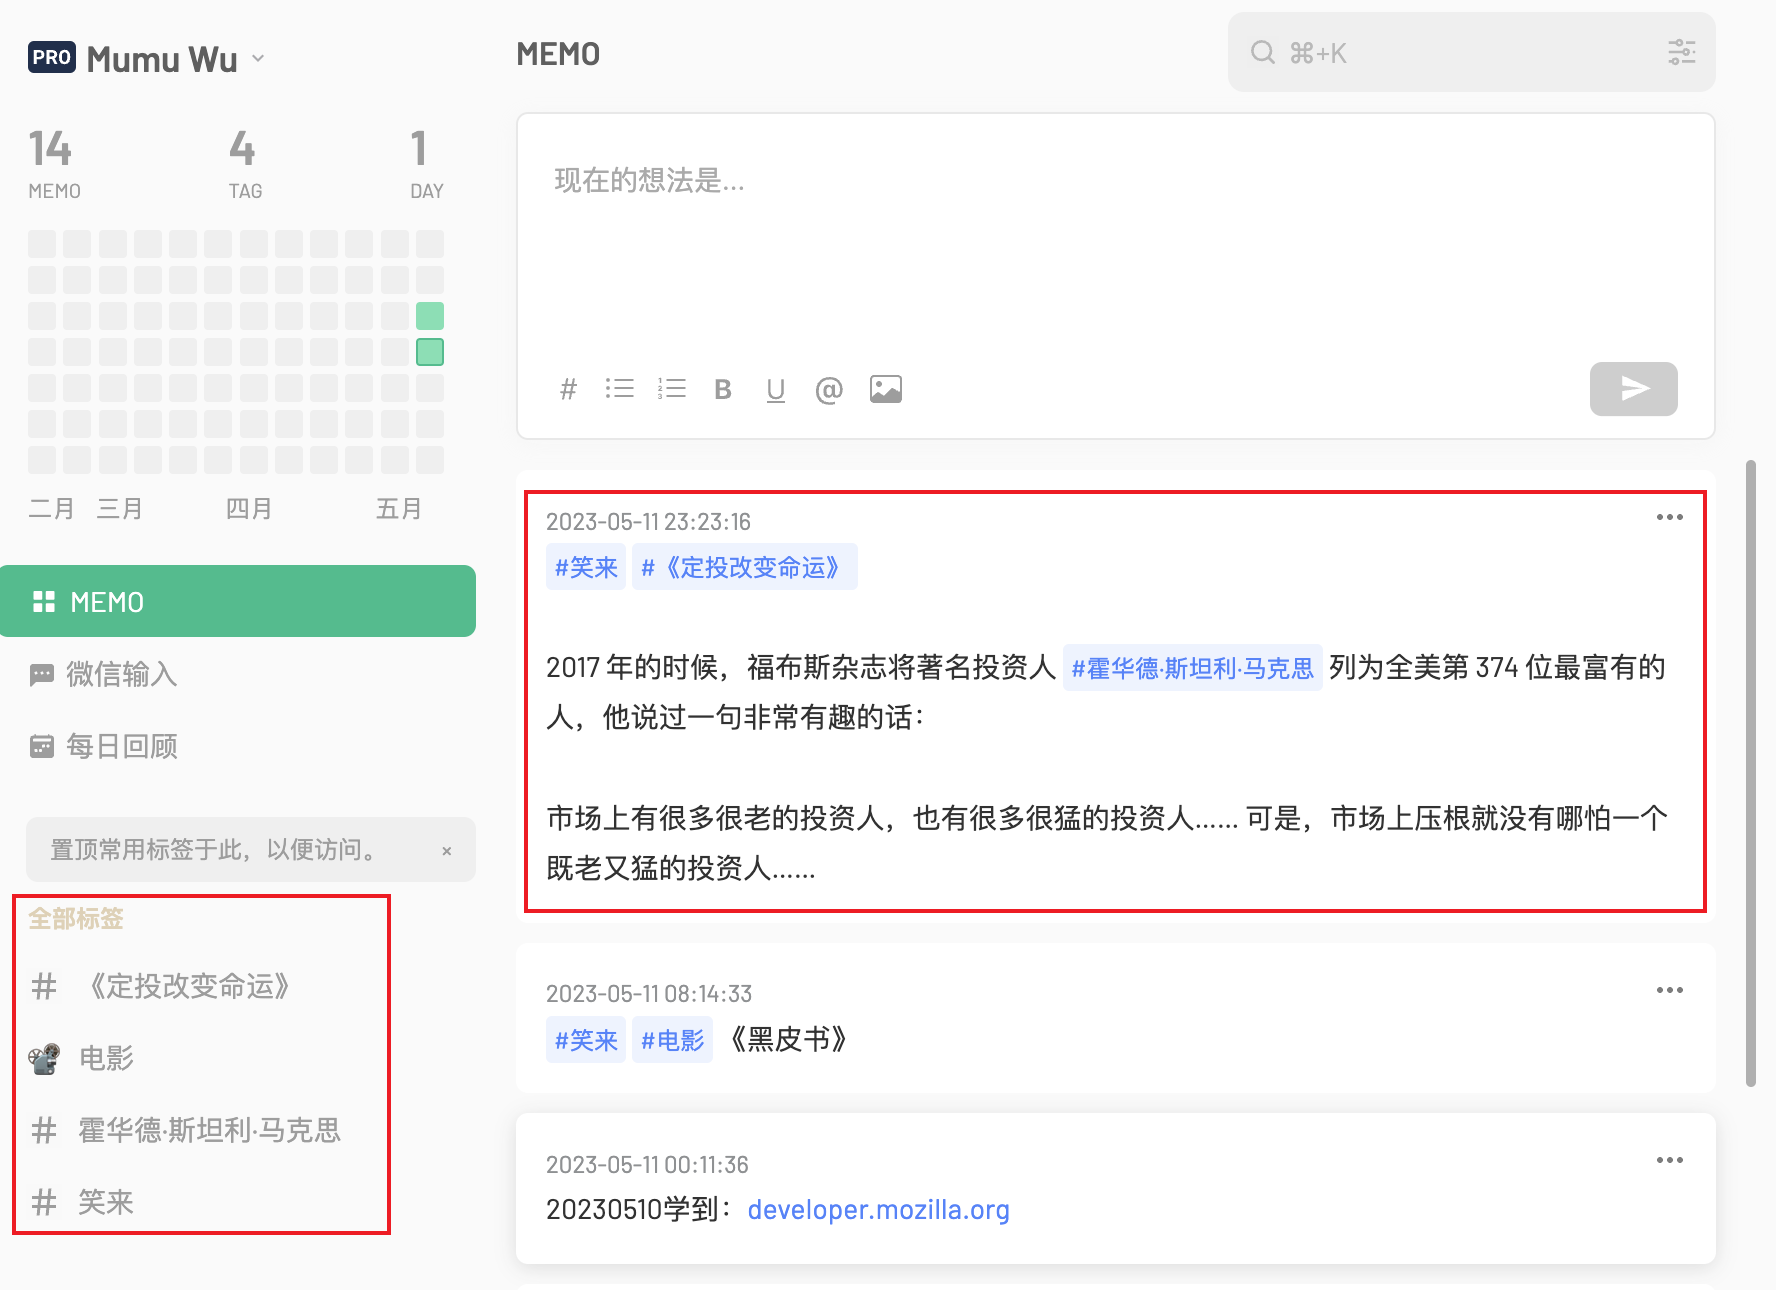 PRO Mumu Wu
14 4 1
MEMO TAG DAY
二月 三月 四月 五月
MEMO
微信输入
每日回顾
置顶常用标签于此，以便访问。 ×
全部标签
# 《定投改变命运》
电影
# 霍华德·斯坦利·马克思
# 笑来
MEMO
⌘+K
现在的想法是...
# B U @
2023-05-11 23:23:16
#笑来 #《定投改变命运》
2017 年的时候，福布斯杂志将著名投资人 #霍华德·斯坦利·马克思 列为全美第 374 位最富有的
人，他说过一句非常有趣的话：
市场上有很多很老的投资人，也有很多很猛的投资人...... 可是，市场上压根就没有哪怕一个
既老又猛的投资人......
2023-05-11 08:14:33
#笑来 #电影 《黑皮书》
2023-05-11 00:11:36
20230510学到：developer.mozilla.org